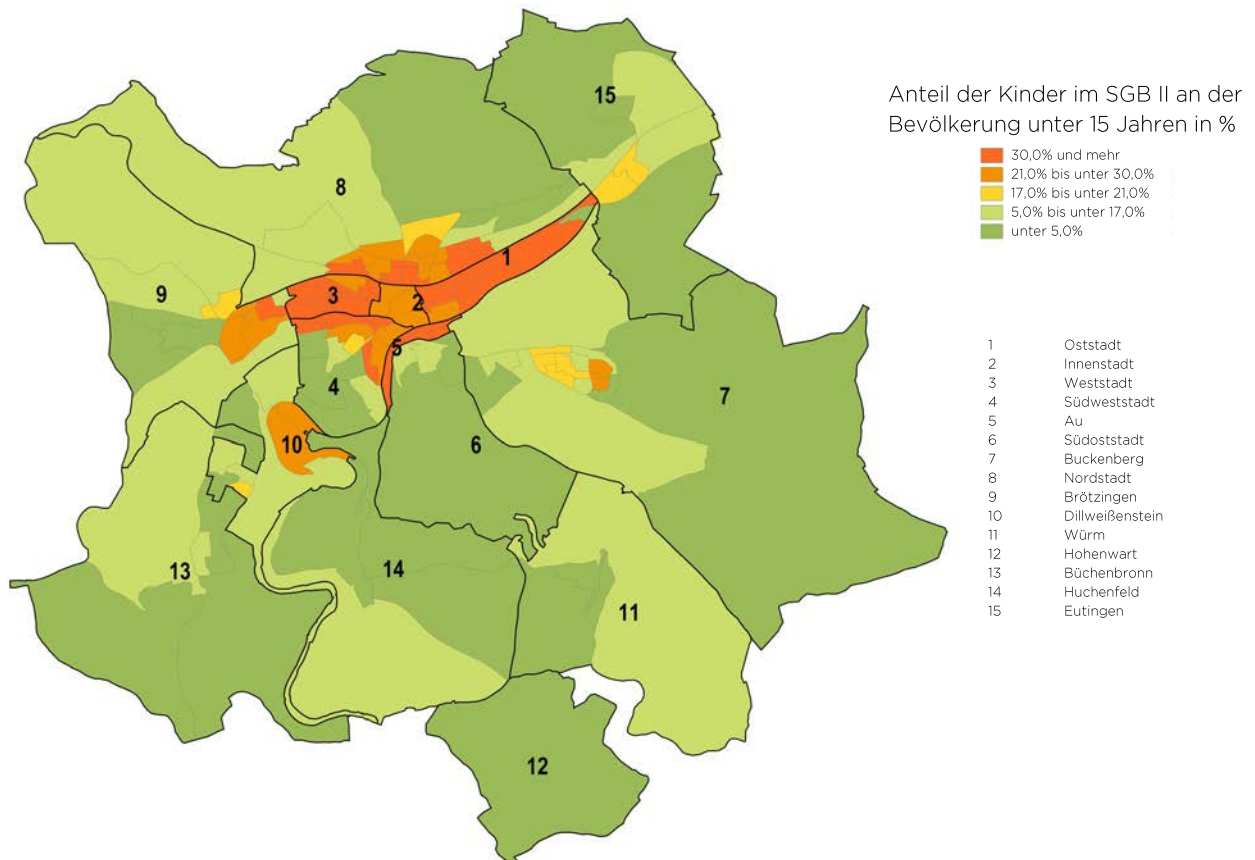 Anteil der Kinder im SGB II an der
Bevölkerung unter 15 Jahren in %
30,0% und mehr
21,0% bis unter 30,0%
17,0% bis unter 21,0%
5,0% bis unter 17,0%
unter 5,0%
1 Oststadt
2 Innenstadt
3 Weststadt
4 Südweststadt
5 Au
6 Südoststadt
7 Buckenberg
8 Nordstadt
9 Brötzingen
10 Dillweißenstein
11 Würm
12 Hohenwart
13 Büchenbronn
14 Huchenfeld
15 Eutingen
15
8
1
9
3
2
5
4
7
10
6
13
14
11
12